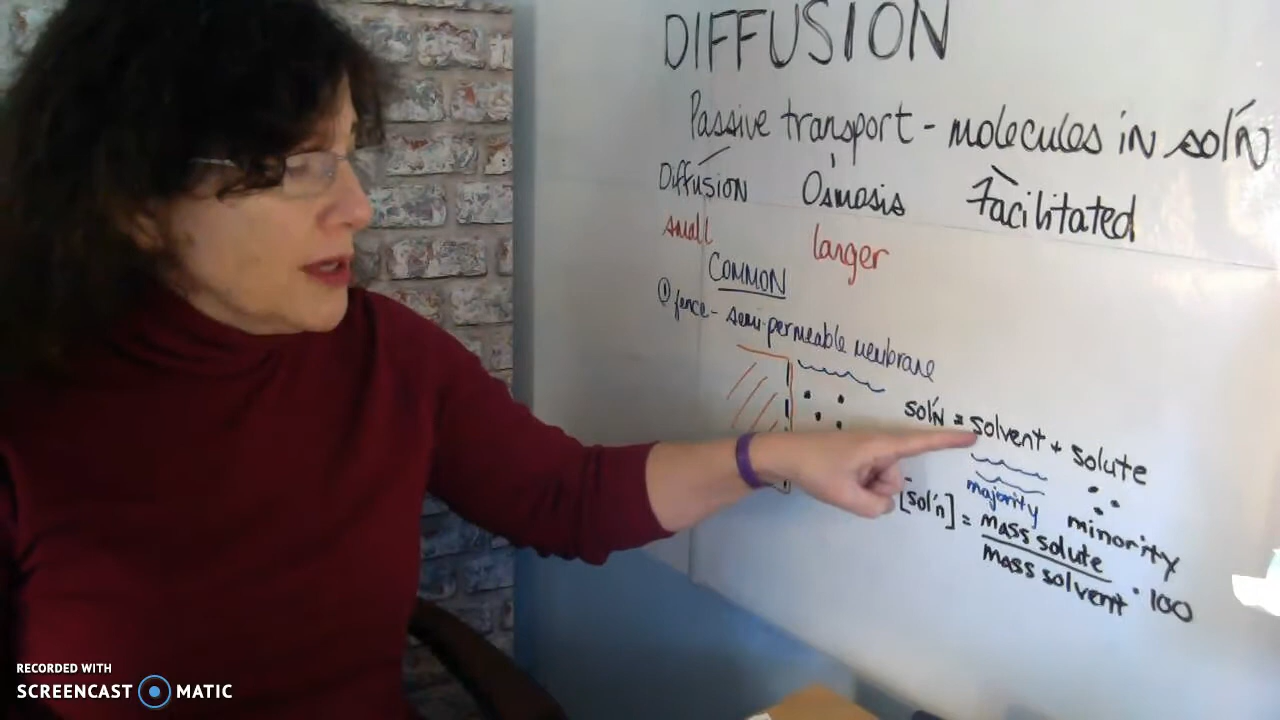 DIFFUSION
Passive transport - molecules in sol'n
Diffusion Osmosis Facilitated
small larger
COMMON
① fence - semi-permeable membrane
sol'n = solvent + solute
majority minority
[sol'n] = mass solute
mass solvent · 100
RECORDED WITH
SCREENCAST MATIC